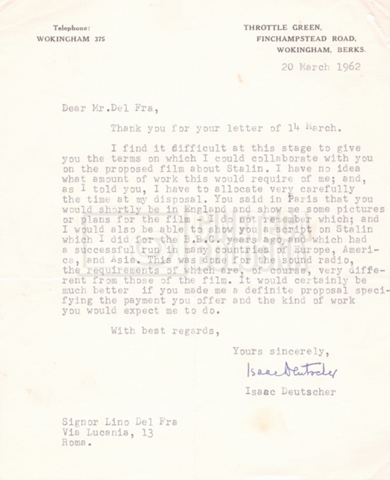 Telephone:
WOKINGHAM 375
THROTTLE GREEN,
FINCHAMPSTEAD ROAD,
WOKINGHAM, BERKS.
20 March 1962
Dear Mr.Del Fra,
Thank you for your letter of 14 March.
I find it difficult at this stage to give
you the terms on which I could collaborate with you
on the proposed film about Stalin. I have no idea
what amount of work this would require of me; and,
as I told you, I have to allocate very carefully
the time at my disposal. You said in Paris that you
would shortly be in England and show me some pictures
or plans for the film - I do not remember which; and
I would also be able to show you a script on Stalin
which I did for the B.B.C. years ago and which had
a successful run in many countries of Europe, Ameri-
ca, and Asia. This was done for the sound radio,
the requirements of which are, of course, very diffe-
rent from those of the film. It would certainly be
much better if you made me a definite proposal speci-
fying the payment you offer and the kind of work
you would expect me to do.
With best regards,
Yours sincerely,
Isaac Deutscher
Isaac Deutscher
Signor Lino Del Fra
Via Lucania, 13
Roma.